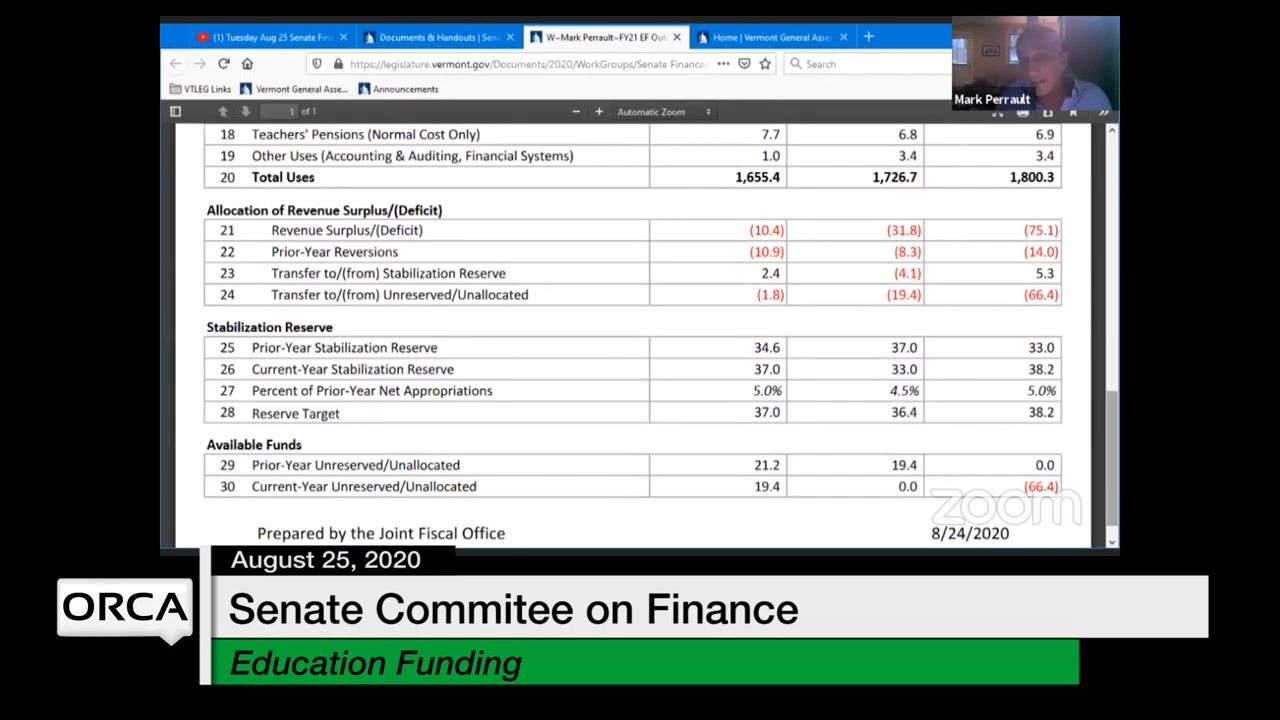 (1) Tuesday Aug 25 Senate Fin
Documents & Handouts | Sen
W~Mark Perrault~FY21 EF Out
Home | Vermont General Asse
https://legislature.vermont.gov/Documents/2020/WorkGroups/Senate Finance/
Search
VTLEG Links
Vermont General Asse...
Announcements
Mark Perrault
1 of 1
Automatic Zoom
18 Teachers' Pensions (Normal Cost Only) 7.7 6.8 6.9
19 Other Uses (Accounting & Auditing, Financial Systems) 1.0 3.4 3.4
20 Total Uses 1,655.4 1,726.7 1,800.3
Allocation of Revenue Surplus/(Deficit)
21 Revenue Surplus/(Deficit) (10.4) (31.8) (75.1)
22 Prior-Year Reversions (10.9) (8.3) (14.0)
23 Transfer to/(from) Stabilization Reserve 2.4 (4.1) 5.3
24 Transfer to/(from) Unreserved/Unallocated (1.8) (19.4) (66.4)
Stabilization Reserve
25 Prior-Year Stabilization Reserve 34.6 37.0 33.0
26 Current-Year Stabilization Reserve 37.0 33.0 38.2
27 Percent of Prior-Year Net Appropriations 5.0% 4.5% 5.0%
28 Reserve Target 37.0 36.4 38.2
Available Funds
29 Prior-Year Unreserved/Unallocated 21.2 19.4 0.0
30 Current-Year Unreserved/Unallocated 19.4 0.0 (66.4)
zoom
Prepared by the Joint Fiscal Office 8/24/2020
August 25, 2020
ORCA
Senate Commitee on Finance
Education Funding